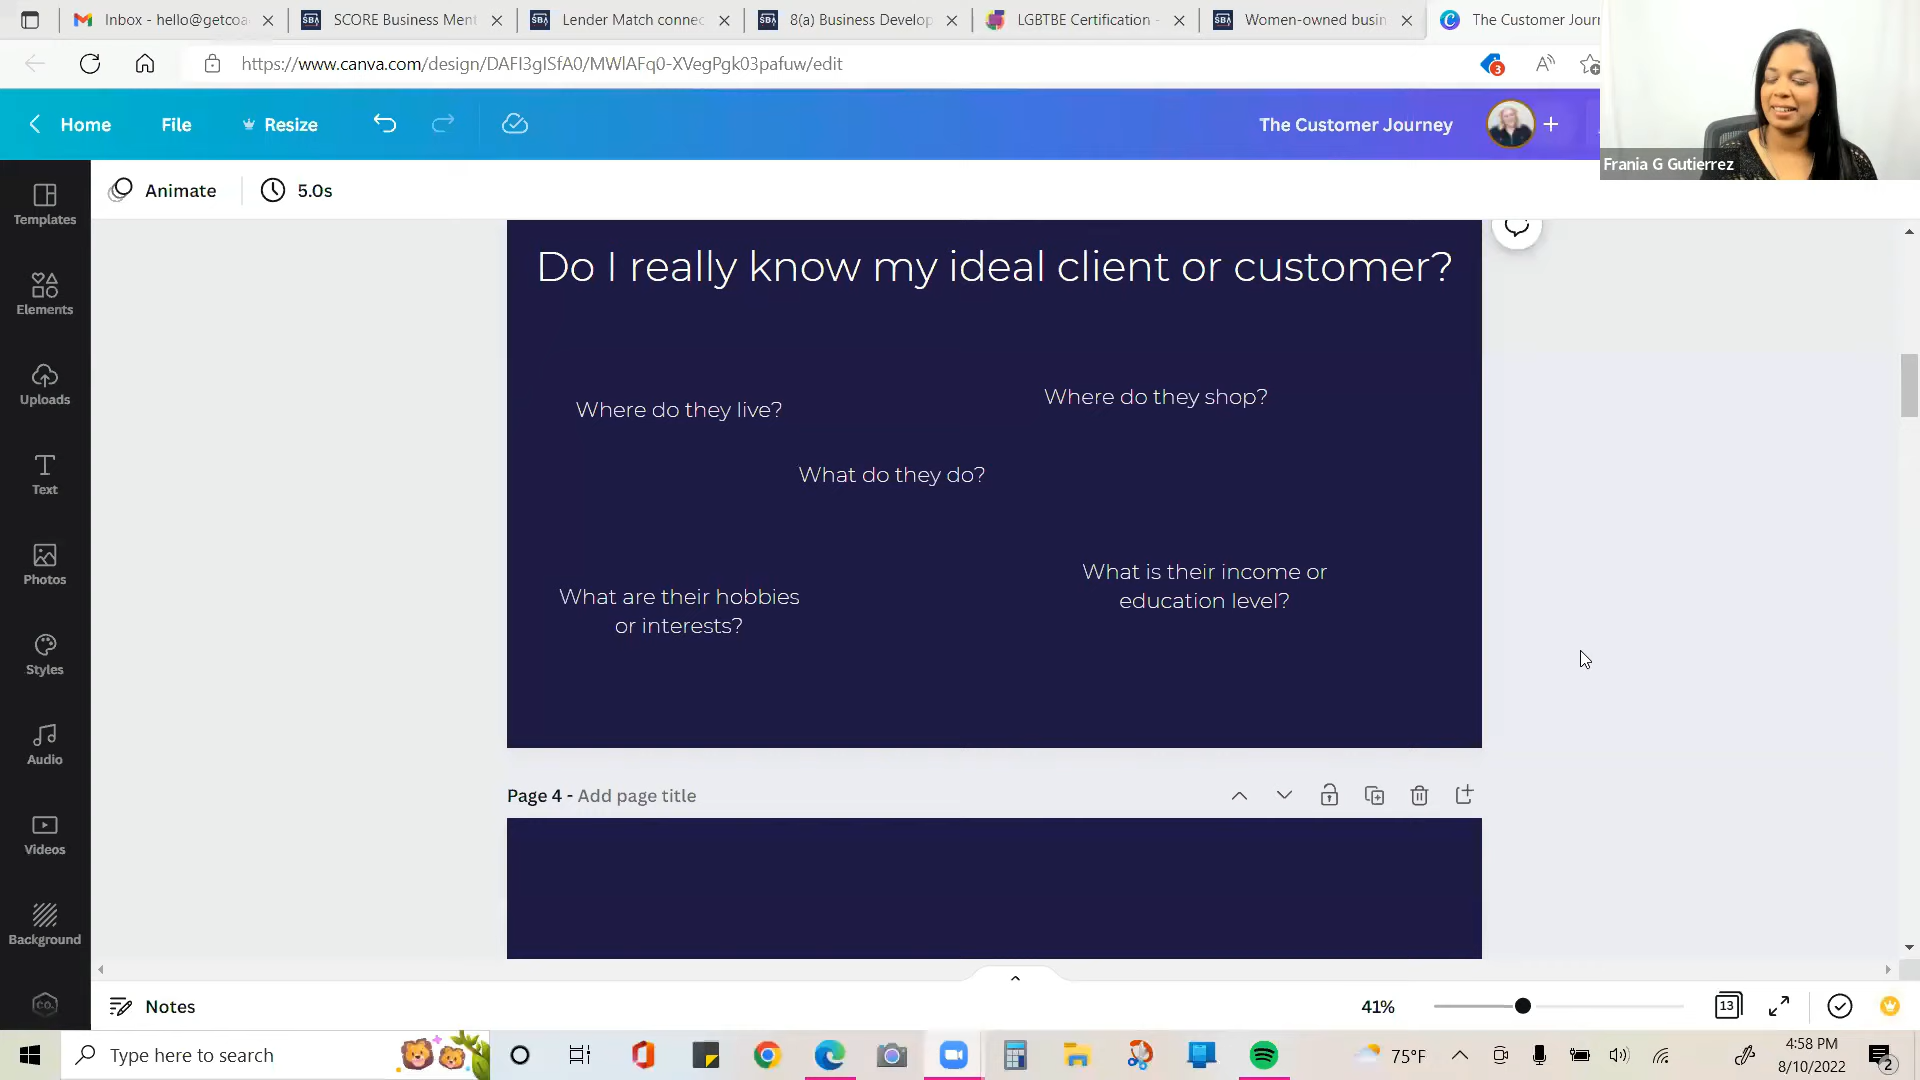 Inbox - hello@getcoa
SCORE Business Ment
Lender Match connec
8(a) Business Develop
LGBTBE Certification -
Women-owned busin
The Customer Journ
https://www.canva.com/design/DAFI3gISfA0/MWlAFq0-XVegPgk03pafuw/edit
3
Home
File
Resize
The Customer Journey
Frania G Gutierrez
Animate
5.0s
Templates
Elements
Uploads
Text
Photos
Styles
Audio
Videos
Background
Do I really know my ideal client or customer?
Where do they live?
Where do they shop?
What do they do?
What are their hobbies
or interests?
What is their income or
education level?
Page 4 - Add page title
CO.
Notes
41%
13
Type here to search
75°F
4:58 PM
8/10/2022
2